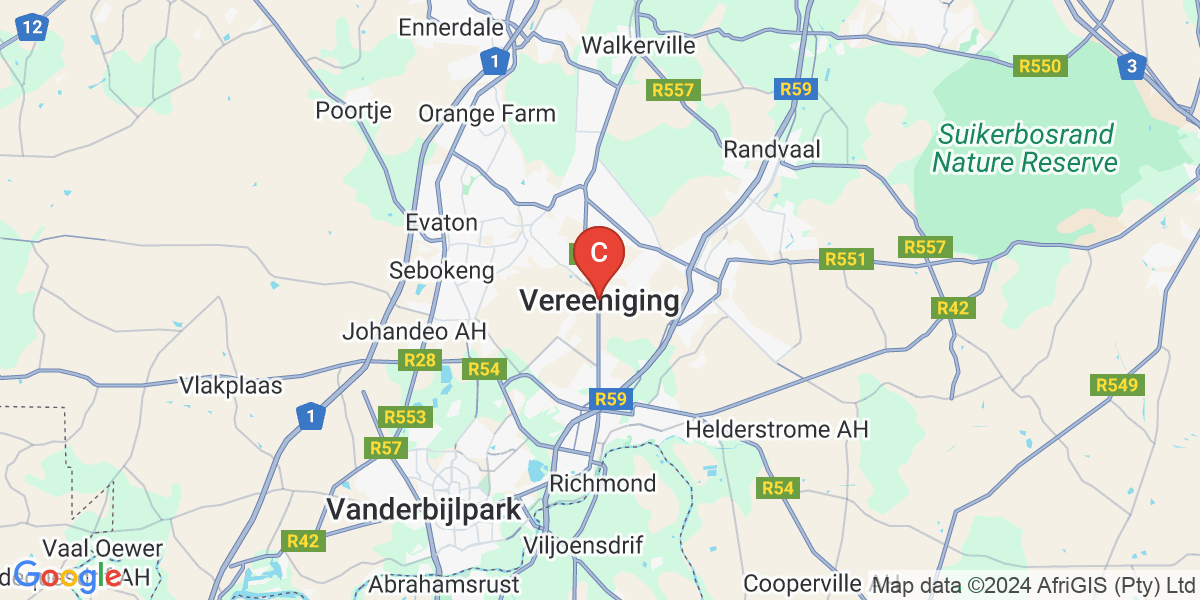 12
Ennerdale
Walkerville
1
R550
3
R557
R59
Poortje
Orange Farm
Suikerbosrand
Nature Reserve
Randvaal
Evaton
R557
R551
C
Sebokeng
Vereeniging
R42
Johandeo AH
R28
R54
Vlakplaas
R549
R59
1
R553
R57
Helderstrome AH
Richmond
R54
Vanderbijlpark
R42
Viljoensdrif
Vaal Oewer
AH
Google
Abrahamsrust
Cooperville
Map data ©2024 AfriGIS (Pty) Ltd